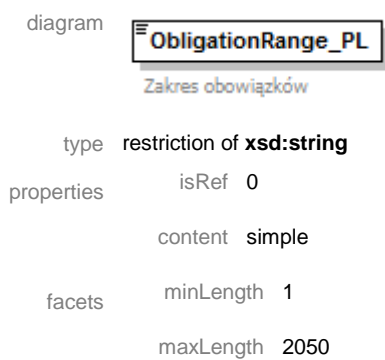 diagram
ObligationRange_PL
Zakres obowiązków
type restriction of xsd:string
properties isRef 0
content simple
facets minLength 1
maxLength 2050